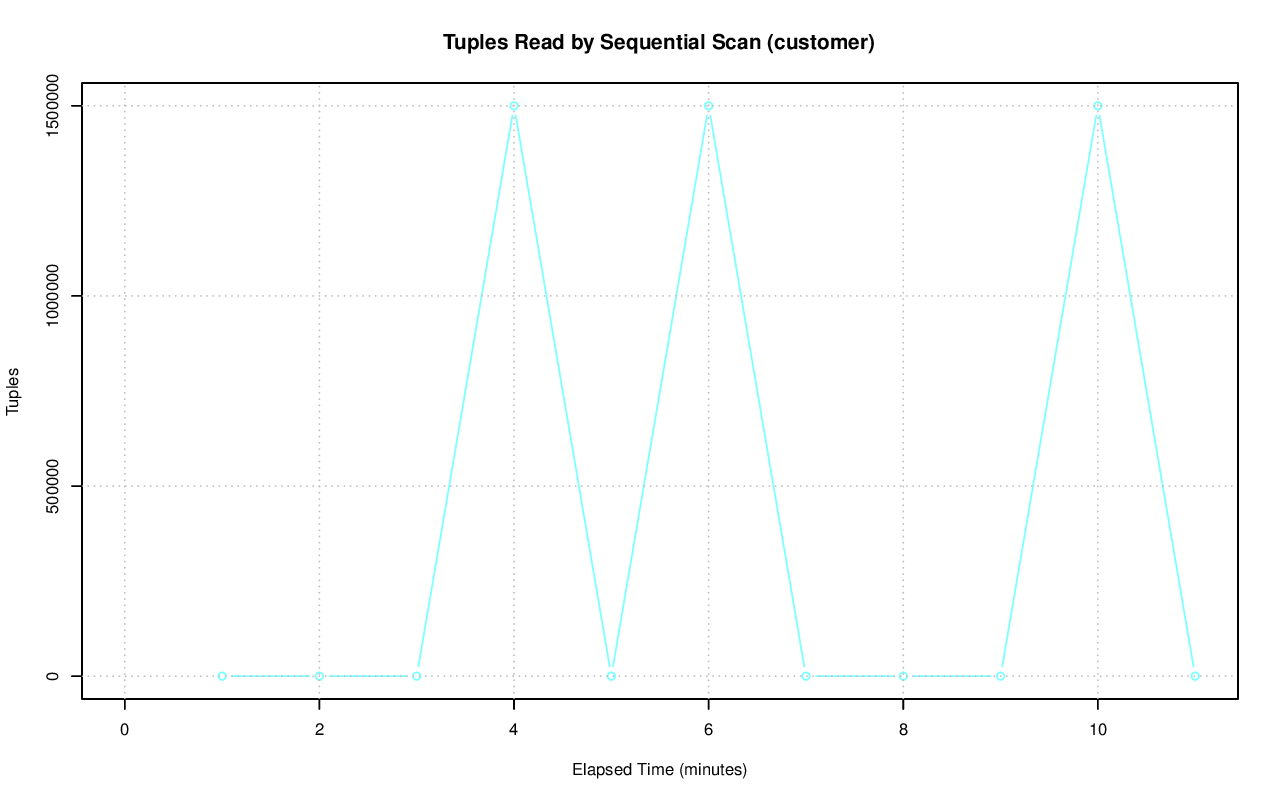 Tuples Read by Sequential Scan (customer)
Tuples
1500000
1000000
500000
0
0 2 4 6 8 10
Elapsed Time (minutes)